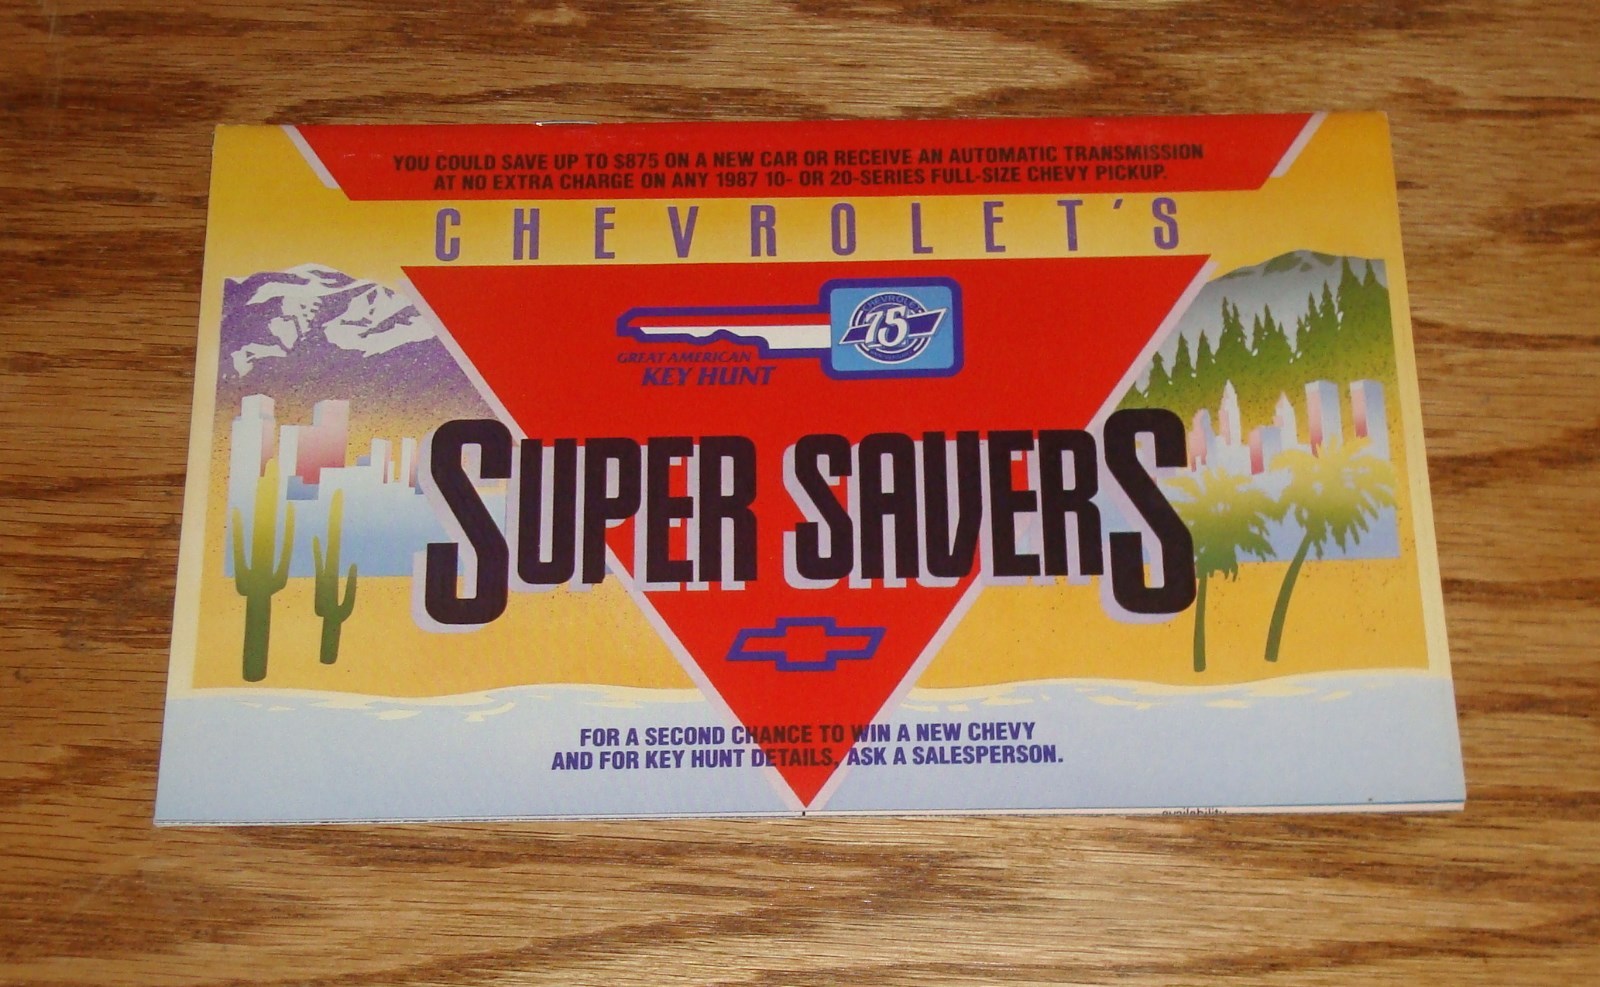 YOU COULD SAVE UP TO $875 ON A NEW CAR OR RECEIVE AN AUTOMATIC TRANSMISSION
AT NO EXTRA CHARGE ON ANY 1987 10- OR 20-SERIES FULL-SIZE CHEVY PICKUP.
CHEVROLET'S
CHEVROLET
75
GREAT AMERICAN
KEY HUNT
SUPER SAVERS
FOR A SECOND CHANCE TO WIN A NEW CHEVY
AND FOR KEY HUNT DETAILS, ASK A SALESPERSON.
availability